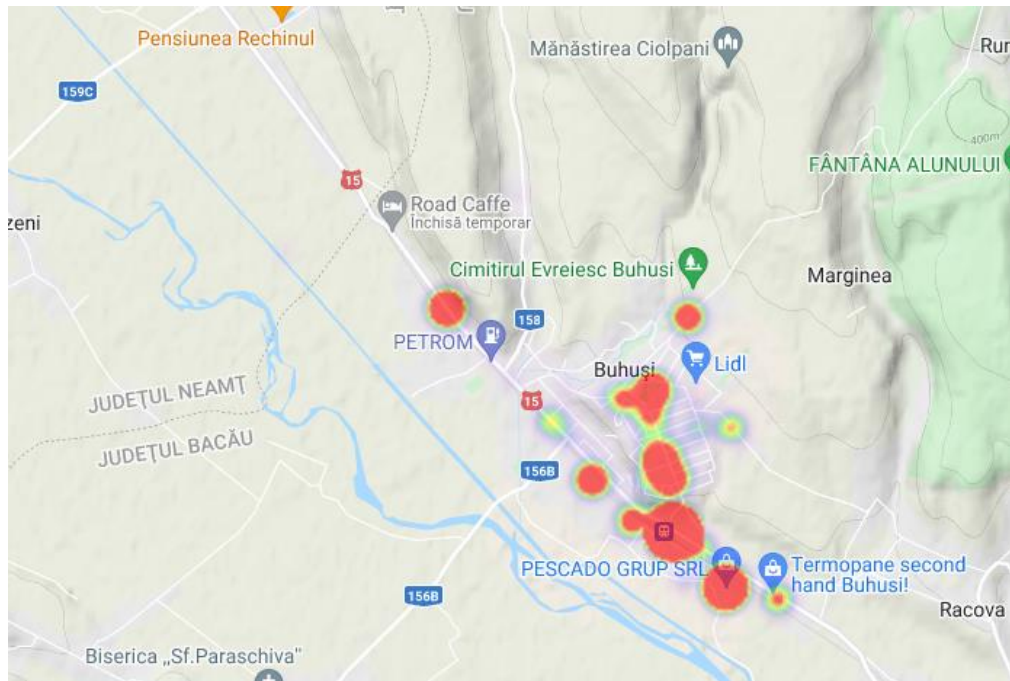 Pensiunea Rechinul
Mănăstirea Ciolpani
159C
400m
FÂNTÂNA ALUNULUI
15
Road Caffe
Închisă temporar
zeni
Cimitirul Evreiesc Buhusi
Marginea
158
PETROM
Buhuși
Lidl
JUDEȚUL NEAMȚ
15
JUDEȚUL BACĂU
156B
PESCADO GRUP SRL
Termopane second
hand Buhusi!
156B
Racova
Biserica „Sf.Paraschiva"